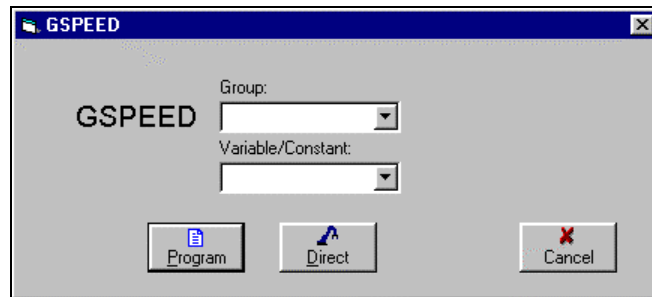 GSPEED
Group:
GSPEED
Variable/Constant:
Program
Direct
Cancel